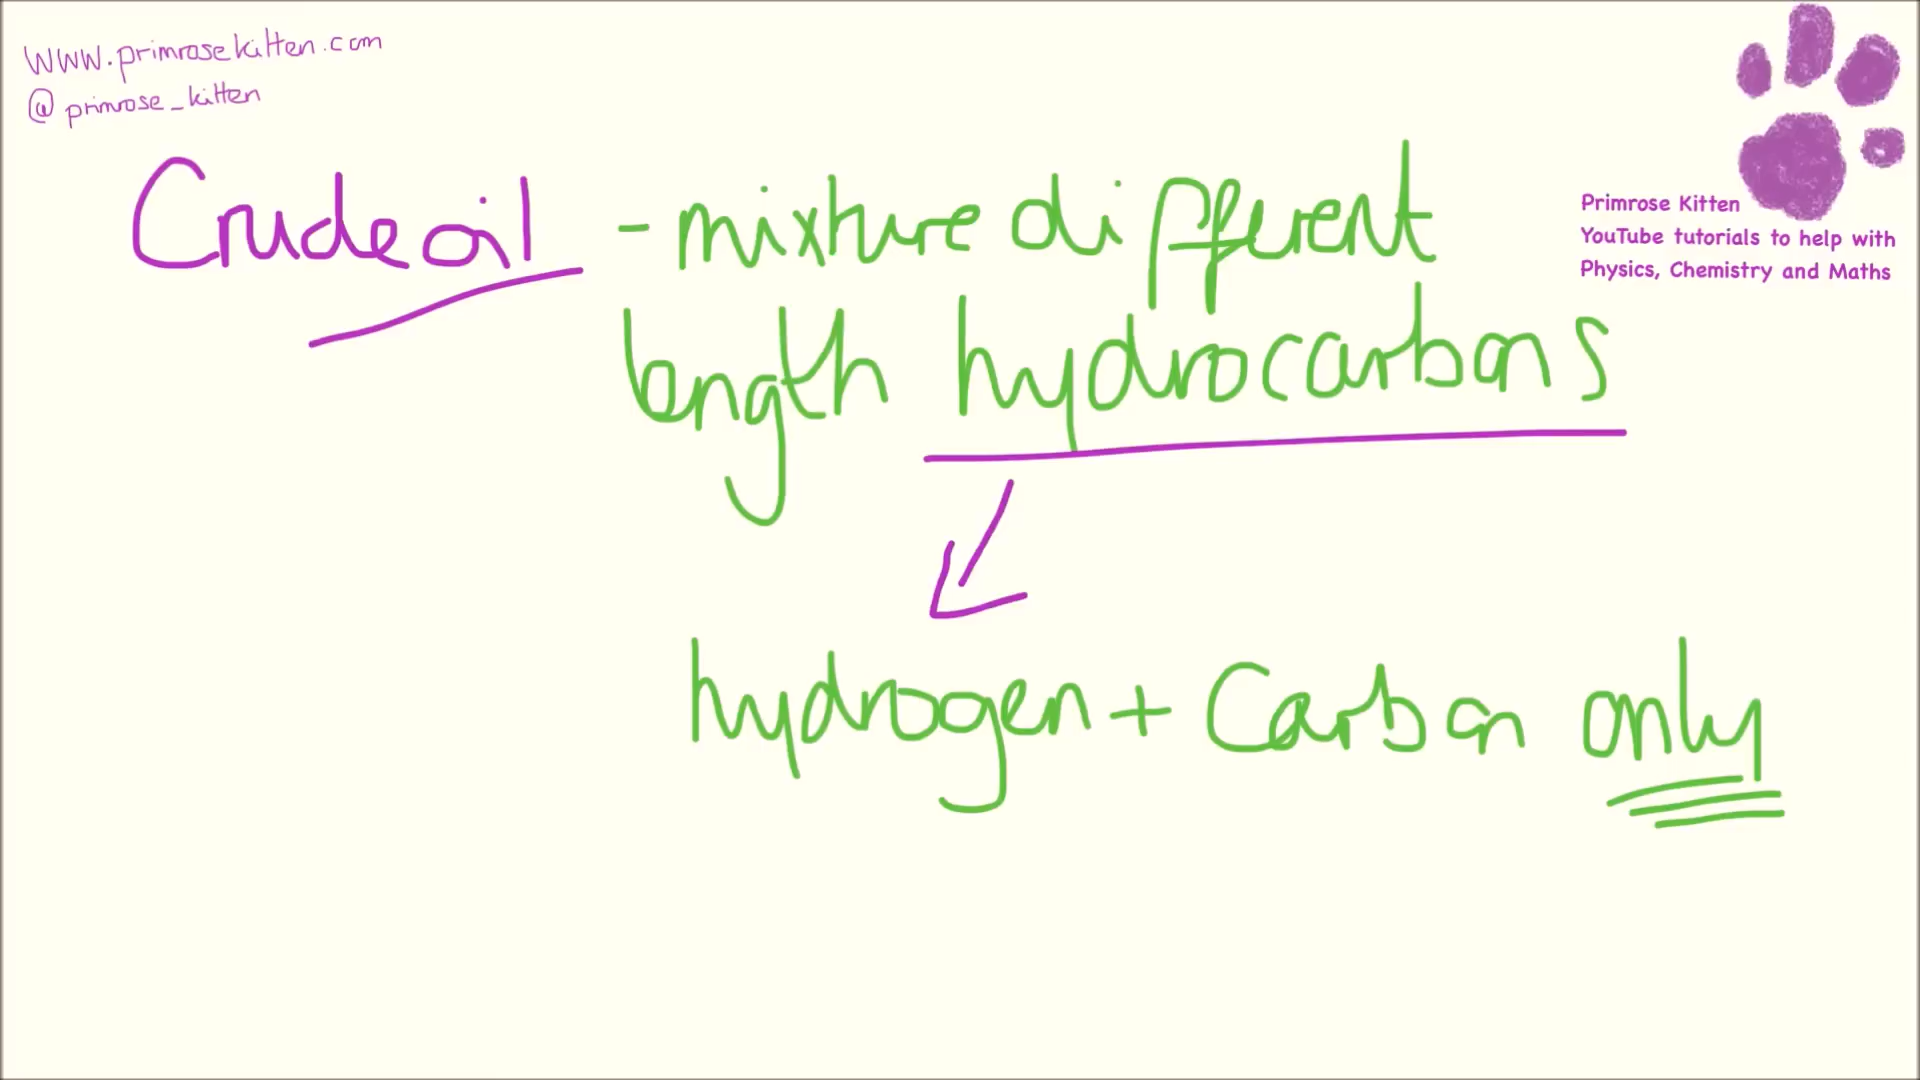 www.primrosekitten.com
@primrose_kitten
Primrose Kitten
YouTube tutorials to help with
Physics, Chemistry and Maths
Crude oil - mixture different
length hydrocarbons
hydrogen + Carbon only